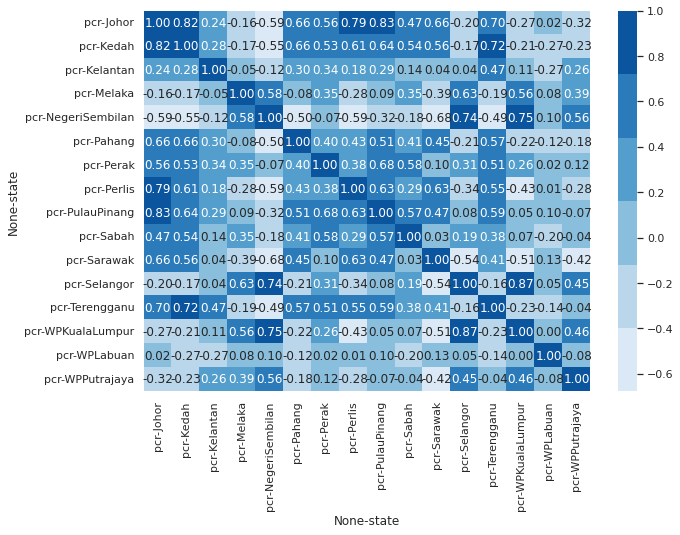 pcr-Johor 1.00 0.82 0.24 -0.16 -0.59 0.66 0.56 0.79 0.83 0.47 0.66 -0.20 0.70 -0.27 0.02 -0.32
pcr-Kedah 0.82 1.00 0.28 -0.17 -0.55 0.66 0.53 0.61 0.64 0.54 0.56 -0.17 0.72 -0.21 -0.27 -0.23
pcr-Kelantan 0.24 0.28 1.00 -0.05 -0.12 0.30 0.34 0.18 0.29 0.14 0.04 0.04 0.47 0.11 -0.27 0.26
pcr-Melaka -0.16 -0.17 -0.05 1.00 0.58 -0.08 0.35 -0.28 0.09 0.35 -0.39 0.63 -0.19 0.56 0.08 0.39
pcr-NegeriSembilan -0.59 -0.55 -0.12 0.58 1.00 -0.50 -0.07 -0.59 -0.32 -0.18 -0.68 0.74 -0.49 0.75 0.10 0.56
pcr-Pahang 0.66 0.66 0.30 -0.08 -0.50 1.00 0.40 0.43 0.51 0.41 0.45 -0.21 0.57 -0.22 -0.12 -0.18
pcr-Perak 0.56 0.53 0.34 0.35 -0.07 0.40 1.00 0.38 0.68 0.58 0.10 0.31 0.51 0.26 0.02 0.12
pcr-Perlis 0.79 0.61 0.18 -0.28 -0.59 0.43 0.38 1.00 0.63 0.29 0.63 -0.34 0.55 -0.43 0.01 -0.28
pcr-PulauPinang 0.83 0.64 0.29 0.09 -0.32 0.51 0.68 0.63 1.00 0.57 0.47 0.08 0.59 0.05 0.10 -0.07
pcr-Sabah 0.47 0.54 0.14 0.35 -0.18 0.41 0.58 0.29 0.57 1.00 0.03 0.19 0.38 0.07 -0.20 -0.04
pcr-Sarawak 0.66 0.56 0.04 -0.39 -0.68 0.45 0.10 0.63 0.47 0.03 1.00 -0.54 0.41 -0.51 0.13 -0.42
pcr-Selangor -0.20 -0.17 0.04 0.63 0.74 -0.21 0.31 -0.34 0.08 0.19 -0.54 1.00 -0.16 0.87 0.05 0.45
pcr-Terengganu 0.70 0.72 0.47 -0.19 -0.49 0.57 0.51 0.55 0.59 0.38 0.41 -0.16 1.00 -0.23 -0.14 -0.04
pcr-WPKualaLumpur -0.27 -0.21 0.11 0.56 0.75 -0.22 0.26 -0.43 0.05 0.07 -0.51 0.87 -0.23 1.00 0.00 0.46
pcr-WPLabuan 0.02 -0.27 -0.27 0.08 0.10 -0.12 0.02 0.01 0.10 -0.20 0.13 0.05 -0.14 0.00 1.00 -0.08
pcr-WPPutrajaya -0.32 -0.23 0.26 0.39 0.56 -0.18 0.12 -0.28 -0.07 -0.04 -0.42 0.45 -0.04 0.46 -0.08 1.00
None-state
pcr-Johor
pcr-Kedah
pcr-Kelantan
pcr-Melaka
pcr-NegeriSembilan
pcr-Pahang
pcr-Perak
pcr-Perlis
pcr-PulauPinang
pcr-Sabah
pcr-Sarawak
pcr-Selangor
pcr-Terengganu
pcr-WPKualaLumpur
pcr-WPLabuan
pcr-WPPutrajaya
None-state
1.0
0.8
0.6
0.4
0.2
0.0
−0.2
−0.4
−0.6